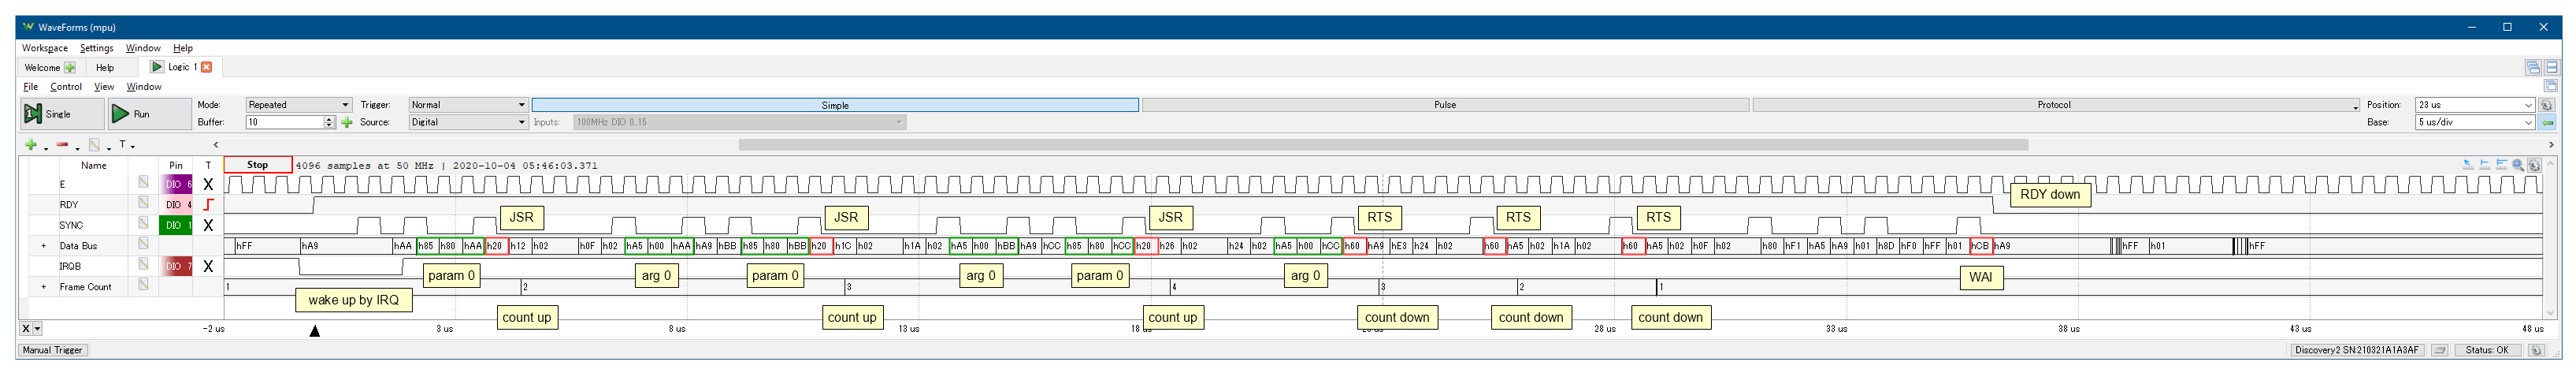 WaveForms (mpu)
Workspace Settings Window Help
Welcome Help Logic 1
File Control View Window
Single Run Mode: Repeated Trigger: Normal Simple Pulse Protocol Position: 23 us
Buffer: 10 Source: Digital Inputs: 100MHz DIO 0.15 Base: 5 us/div
T
Name Pin T Stop 4096 samples at 50 MHz | 2020-10-04 05:46:03.371
E DIO 6 X
RDY DIO 4 RDY down
SYNC DIO 1 X JSR JSR JSR RTS RTS RTS
+ Data Bus hFF hA9 hAA h85 h80 hAA h20 h12 h02 h0F h02 hA5 h00 hAA hA9 hBB h85 h80 hBB h20 h1C h02 h1A h02 hA5 h00 hBB hA9 hCC h85 h80 hCC h20 h26 h02 h24 h02 hA5 h00 hCC h60 hA9 hE3 h24 h02 h60 hA5 h02 h1A h02 h60 hA5 h02 h0F h02 h80 hF1 hA5 hA9 h01 h8D hF0 hFF h01 hCB hA9 hFF h01 hFF
IRQB DIO 7 X param 0 arg 0 param 0 arg 0 param 0 arg 0 WAI
+ Frame Count 1 2 3 4 3 2 1
wake up by IRQ
count up count up count up count down count down count down
X -2 us 3 us 8 us 13 us 18 us 28 us 33 us 38 us 43 us 48 us
Manual Trigger Discovery2 SN:210321A1A3AF Status: OK